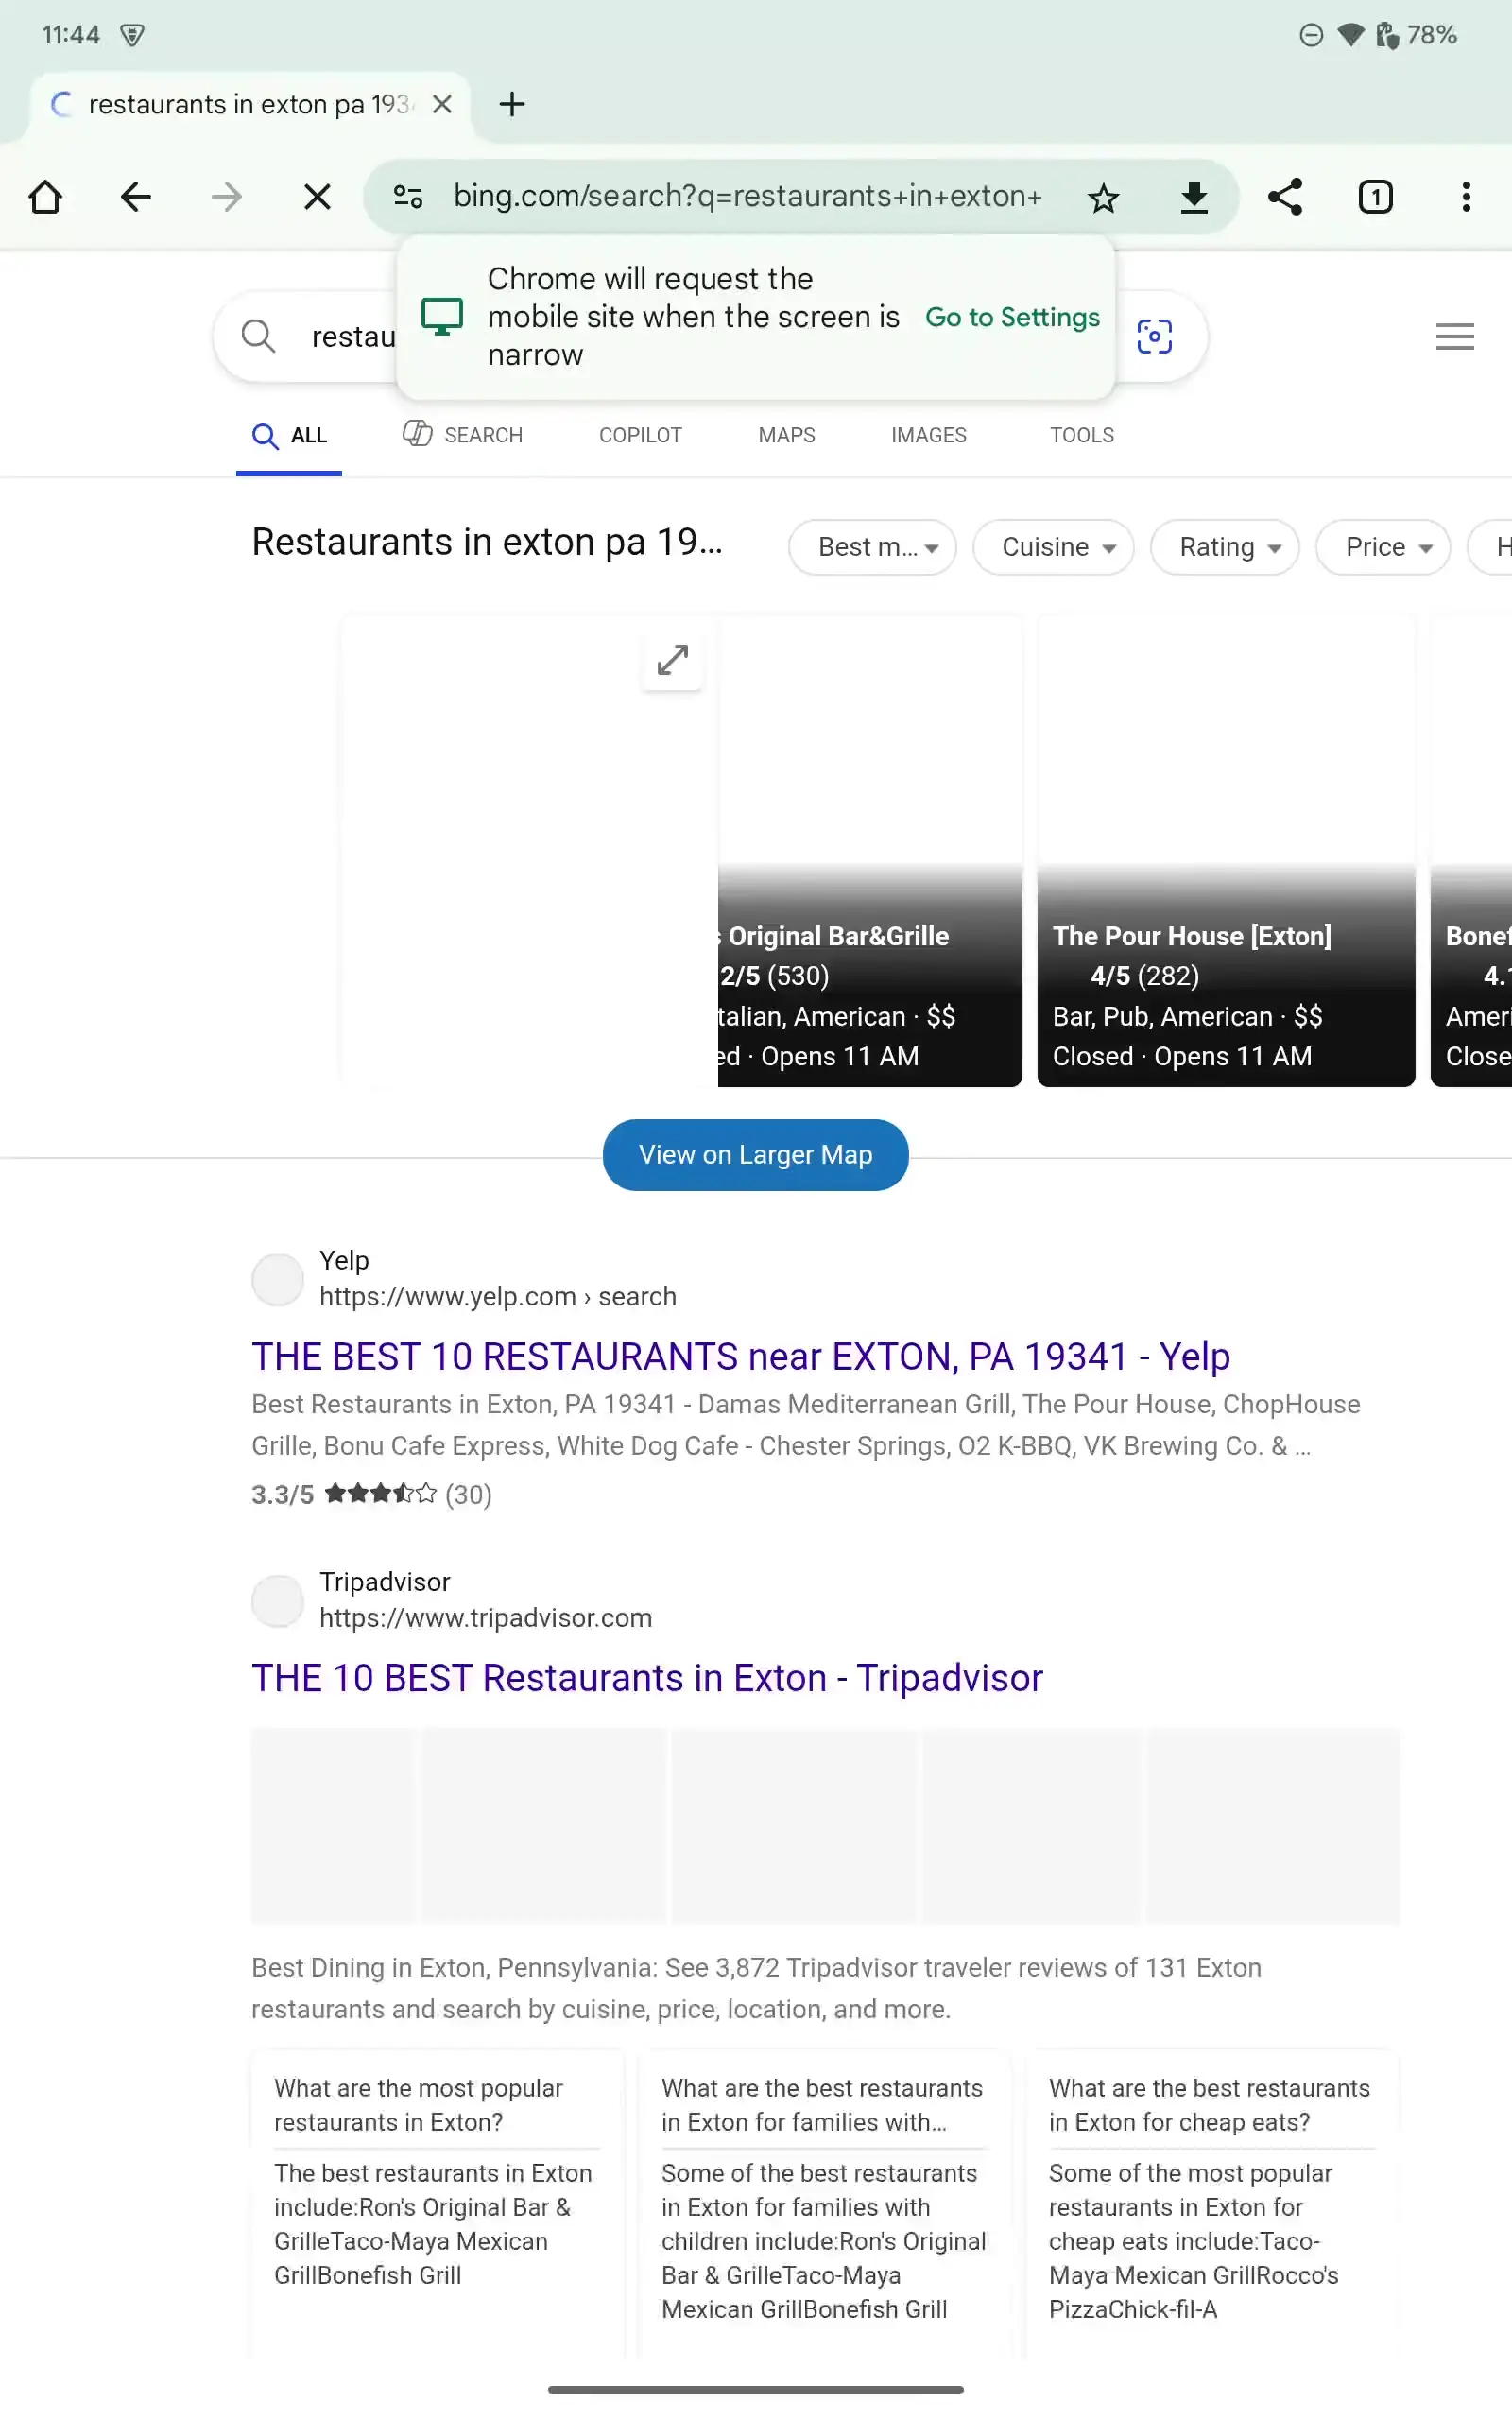 11:44
78%
restaurants in exton pa 193
bing.com/search?q=restaurants+in+exton+
1
Chrome will request the
mobile site when the screen is
narrow
Go to Settings
restau
ALL
SEARCH
COPILOT
MAPS
IMAGES
TOOLS
Restaurants in exton pa 19...
Best m...
Cuisine
Rating
Price
H
s Original Bar&Grille
2/5 (530)
talian, American · $$
ed · Opens 11 AM
The Pour House [Exton]
4/5 (282)
Bar, Pub, American · $$
Closed · Opens 11 AM
Bonef
4.1
Ameri
Close
View on Larger Map
Yelp
https://www.yelp.com › search
THE BEST 10 RESTAURANTS near EXTON, PA 19341 - Yelp
Best Restaurants in Exton, PA 19341 - Damas Mediterranean Grill, The Pour House, ChopHouse
Grille, Bonu Cafe Express, White Dog Cafe - Chester Springs, O2 K-BBQ, VK Brewing Co. & ...
3.3/5 (30)
Tripadvisor
https://www.tripadvisor.com
THE 10 BEST Restaurants in Exton - Tripadvisor
Best Dining in Exton, Pennsylvania: See 3,872 Tripadvisor traveler reviews of 131 Exton
restaurants and search by cuisine, price, location, and more.
What are the most popular
restaurants in Exton?
The best restaurants in Exton
include:Ron's Original Bar &
GrilleTaco-Maya Mexican
GrillBonefish Grill
What are the best restaurants
in Exton for families with...
Some of the best restaurants
in Exton for families with
children include:Ron's Original
Bar & GrilleTaco-Maya
Mexican GrillBonefish Grill
What are the best restaurants
in Exton for cheap eats?
Some of the most popular
restaurants in Exton for
cheap eats include:Taco-
Maya Mexican GrillRocco's
PizzaChick-fil-A